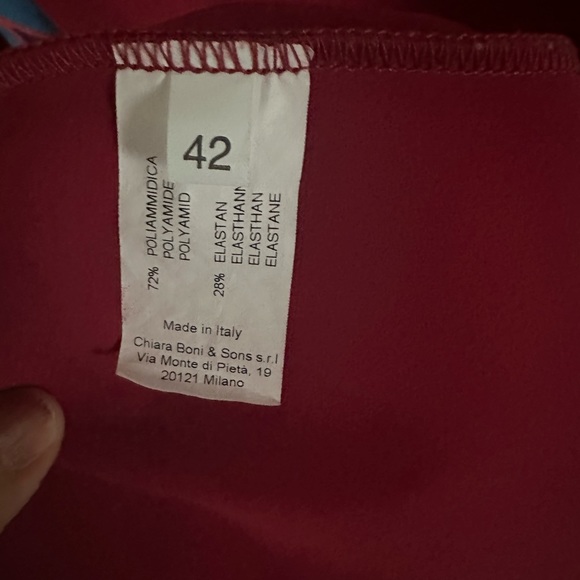 42
72% POLIAMMIDICA
POLYAMIDE
POLYAMID
28% ELASTAN
ELASTHAN
ELASTHAN
ELASTANE
Made in Italy
Chiara Boni & Sons s.r.l
Via Monte di Pietà, 19
20121 Milano